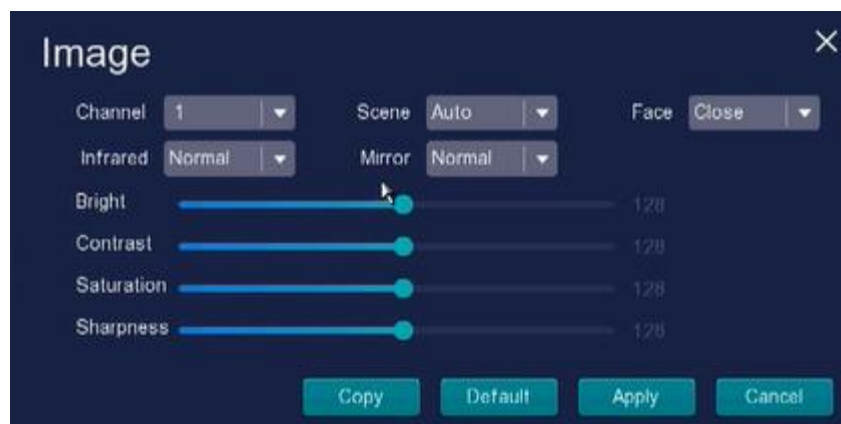 Image
Channel 1 Scene Auto Face Close
Infrared Normal Mirror Normal
Bright 128
Contrast 128
Saturation 128
Sharpness 128
Copy Default Apply Cancel